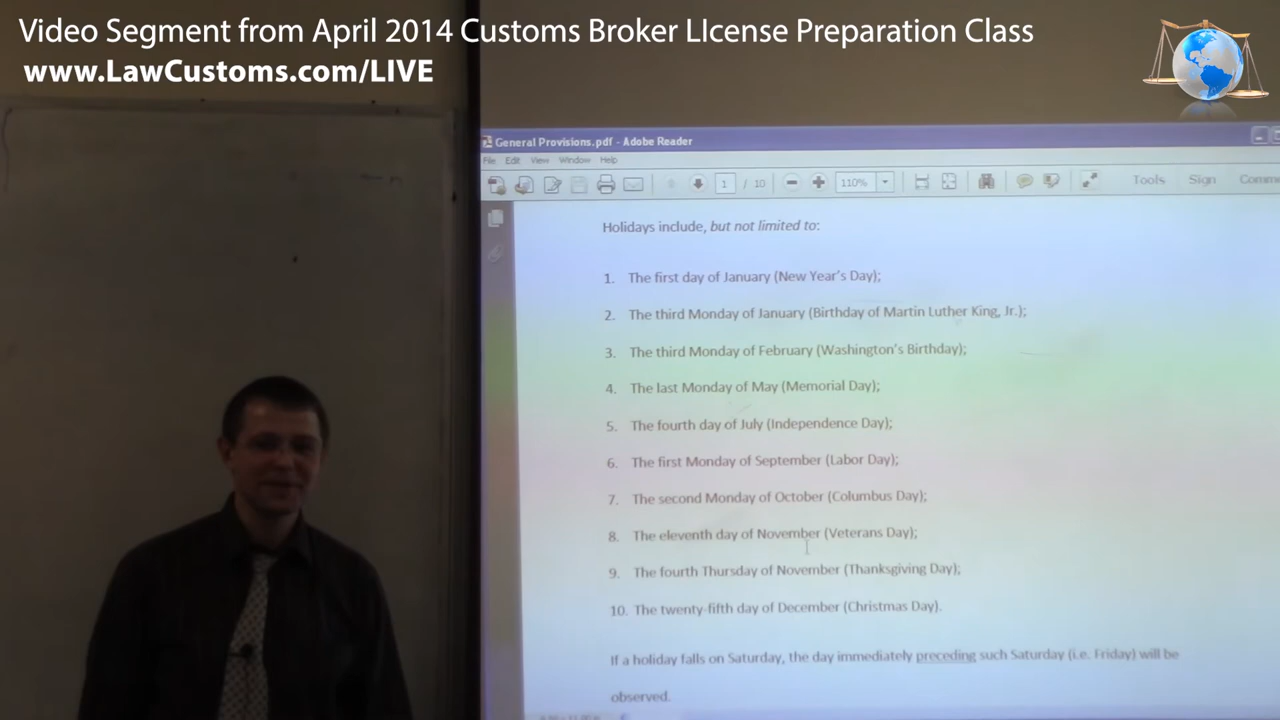 Video Segment from April 2014 Customs Broker LIcense Preparation Class
www.LawCustoms.com/LIVE
General Provisions.pdf - Adobe Reader
File Edit View Window Help
1 / 10 110% Tools Sign
Holidays include, but not limited to:
1. The first day of January (New Year's Day);
2. The third Monday of January (Birthday of Martin Luther King, Jr.);
3. The third Monday of February (Washington's Birthday);
4. The last Monday of May (Memorial Day);
5. The fourth day of July (Independence Day);
6. The first Monday of September (Labor Day);
7. The second Monday of October (Columbus Day);
8. The eleventh day of November (Veterans Day);
9. The fourth Thursday of November (Thanksgiving Day);
10. The twenty-fifth day of December (Christmas Day).
If a holiday falls on Saturday, the day immediately preceding such Saturday (i.e. Friday) will be
observed.